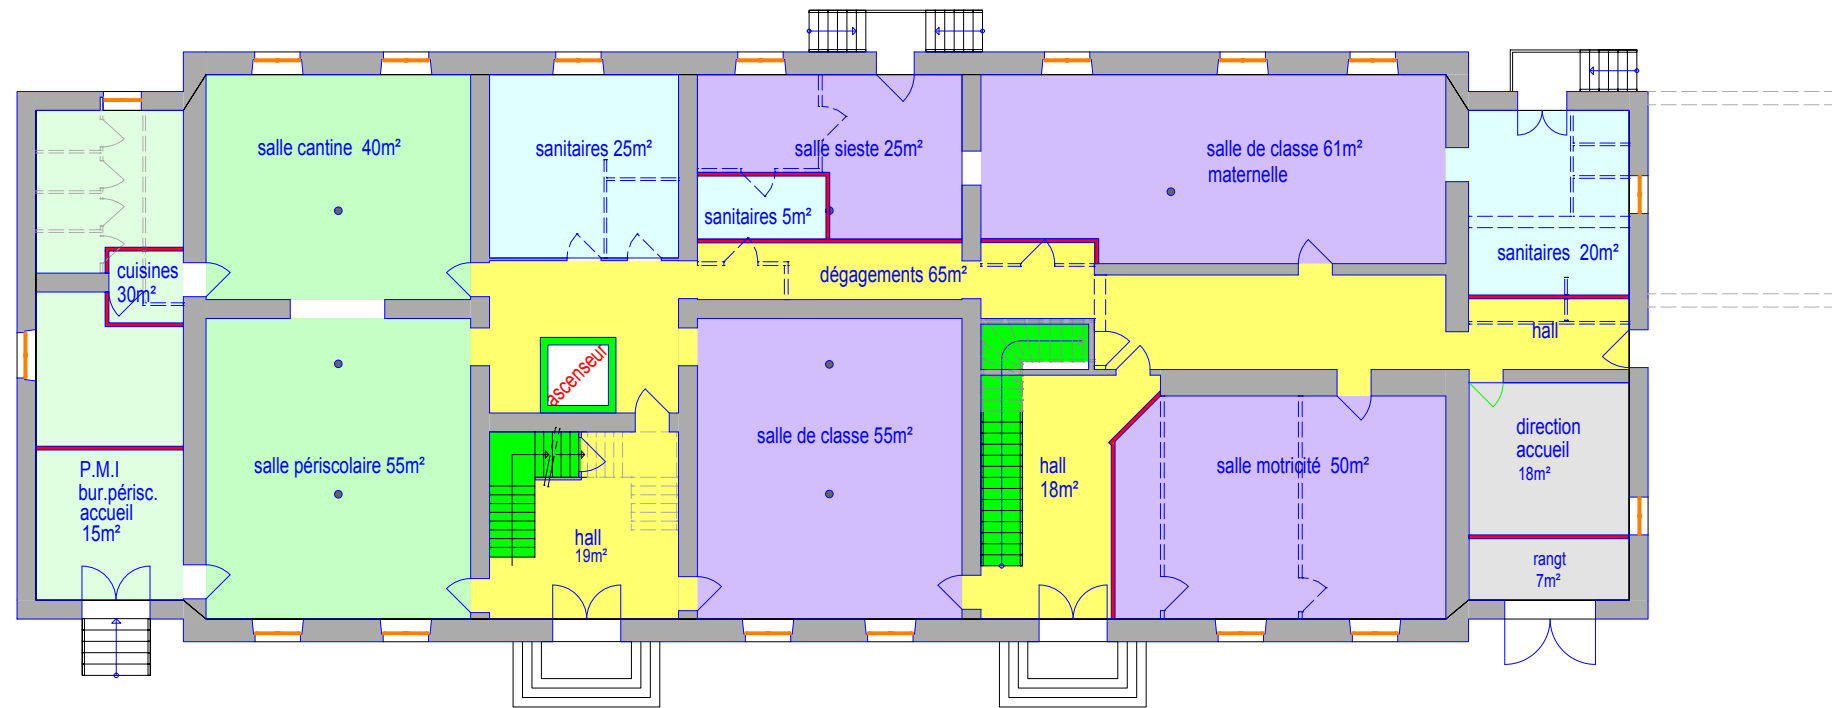 salle cantine 40m²
sanitaires 25m²
salle sieste 25m²
salle de classe 61m²
maternelle
sanitaires 5m²
sanitaires 20m²
cuisines
30m²
dégagements 65m²
hall
ascenseur
salle périscolaire 55m²
salle de classe 55m²
hall
18m²
salle motricité 50m²
direction
accueil
18m²
P.M.I
bur.périsc.
accueil
15m²
hall
19m²
rangt
7m²